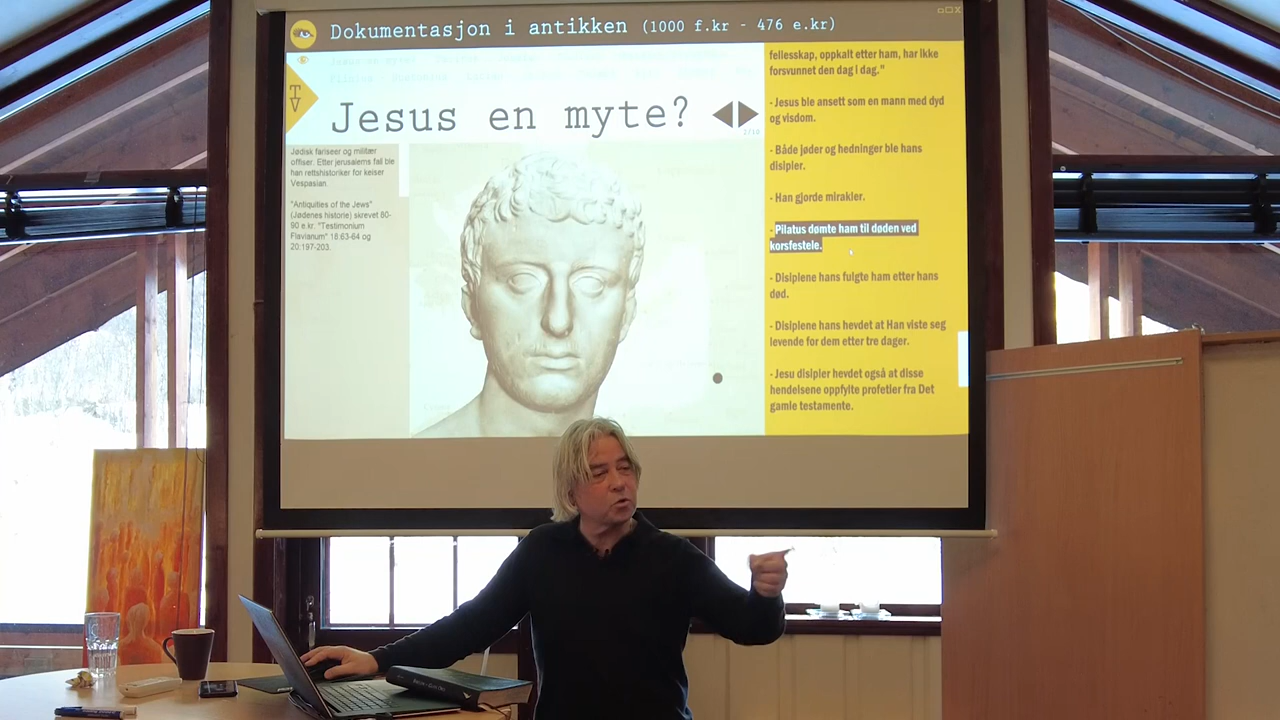 Dokumentasjon i antikken (1000 f.kr - 476 e.kr)
TV
Jesus en myte?
2/10
Jødisk fariseer og militær
offiser. Etter jerusalems fall ble
han rettshistoriker for keiser
Vespasian.
"Antiquities of the Jews"
(Jødenes historie) skrevet 80-
90 e.kr. "Testimonium
Flavianum" 18:63-64 og
20:197-203.
fellesskap, oppkalt etter ham, har ikke
forsvunnet den dag i dag."
- Jesus ble ansett som en mann med dyd
og visdom.
- Både jøder og hedninger ble hans
disipler.
- Han gjorde mirakler.
- Pilatus dømte ham til døden ved
korsfestele.
- Disiplene hans fulgte ham etter hans
død.
- Disiplene hans hevdet at Han viste seg
levende for dem etter tre dager.
- Jesu disipler hevdet også at disse
hendelsene oppfylte profetier fra Det
gamle testamente.